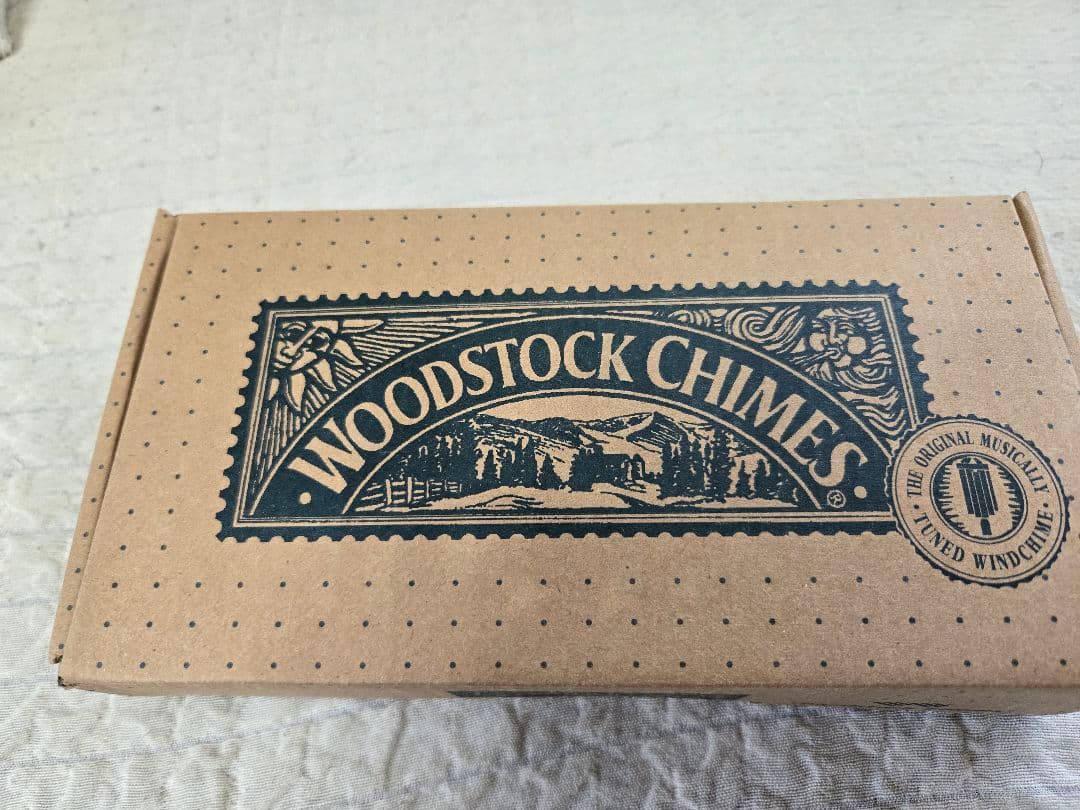 WOODSTOCK CHIMES®
THE ORIGINAL MUSICALLY
• TUNED WINDCHIME •